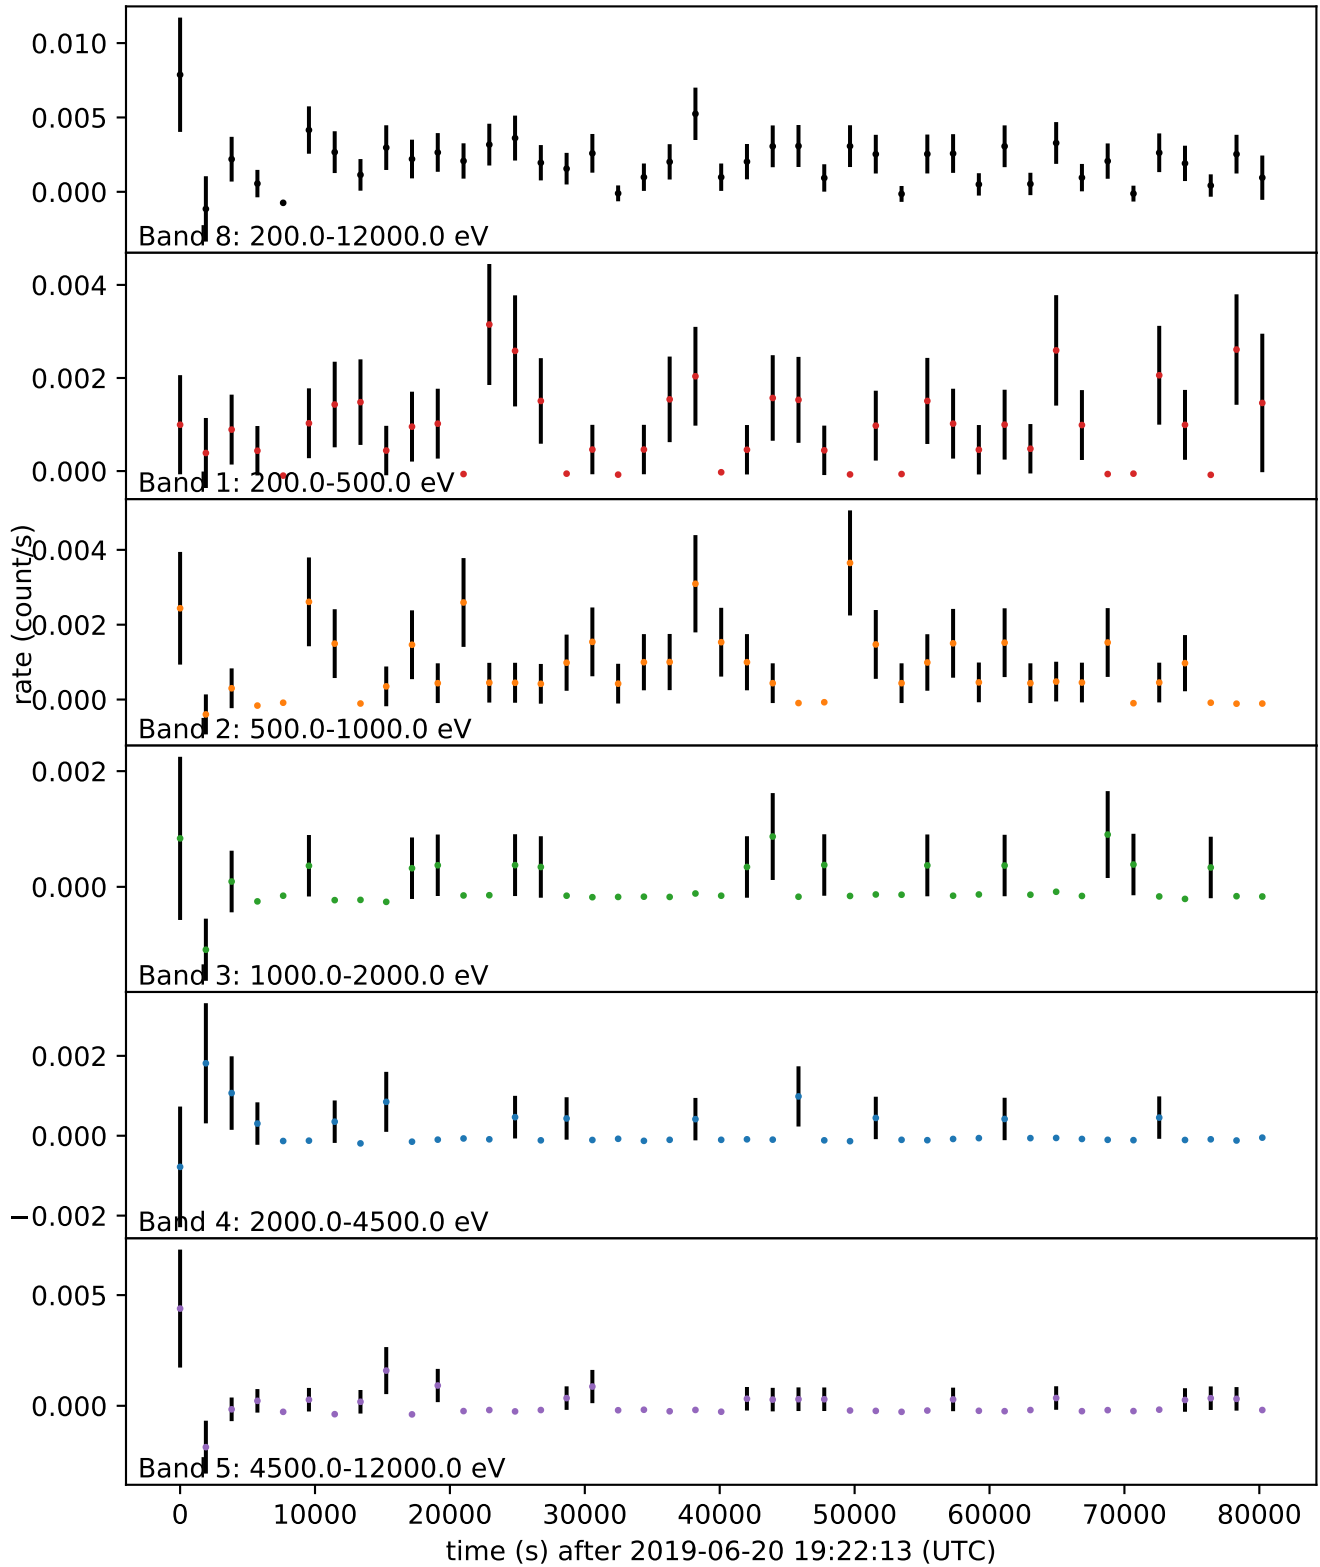 0.010
0.005
0.000
Band 8: 200.0-12000.0 eV
0.004
0.002
0.000
Band 1: 200.0-500.0 eV
rate (count/s)
0.004
0.002
0.000
Band 2: 500.0-1000.0 eV
0.002
0.000
Band 3: 1000.0-2000.0 eV
0.002
0.000
−0.002
Band 4: 2000.0-4500.0 eV
0.005
0.000
Band 5: 4500.0-12000.0 eV
0 10000 20000 30000 40000 50000 60000 70000 80000
time (s) after 2019-06-20 19:22:13 (UTC)